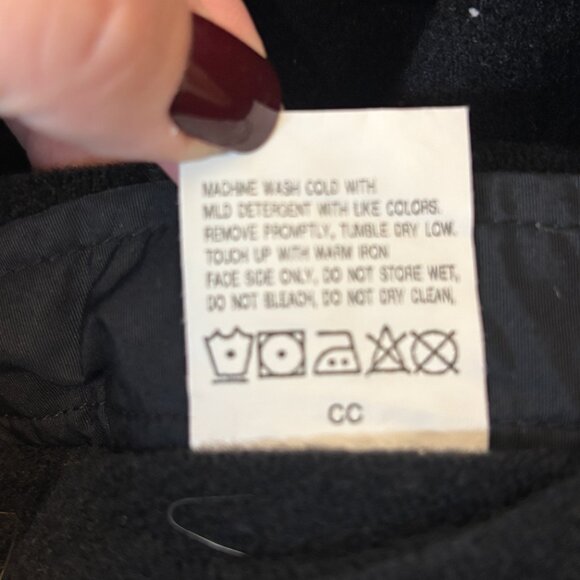 MACHINE WASH COLD WITH
MILD DETERGENT WITH LIKE COLORS.
REMOVE PROMPTLY, TUMBLE DRY LOW.
TOUCH UP WITH WARM IRON
FACE SIDE ONLY, DO NOT STORE WET,
DO NOT BLEACH, DO NOT DRY CLEAN,
CC